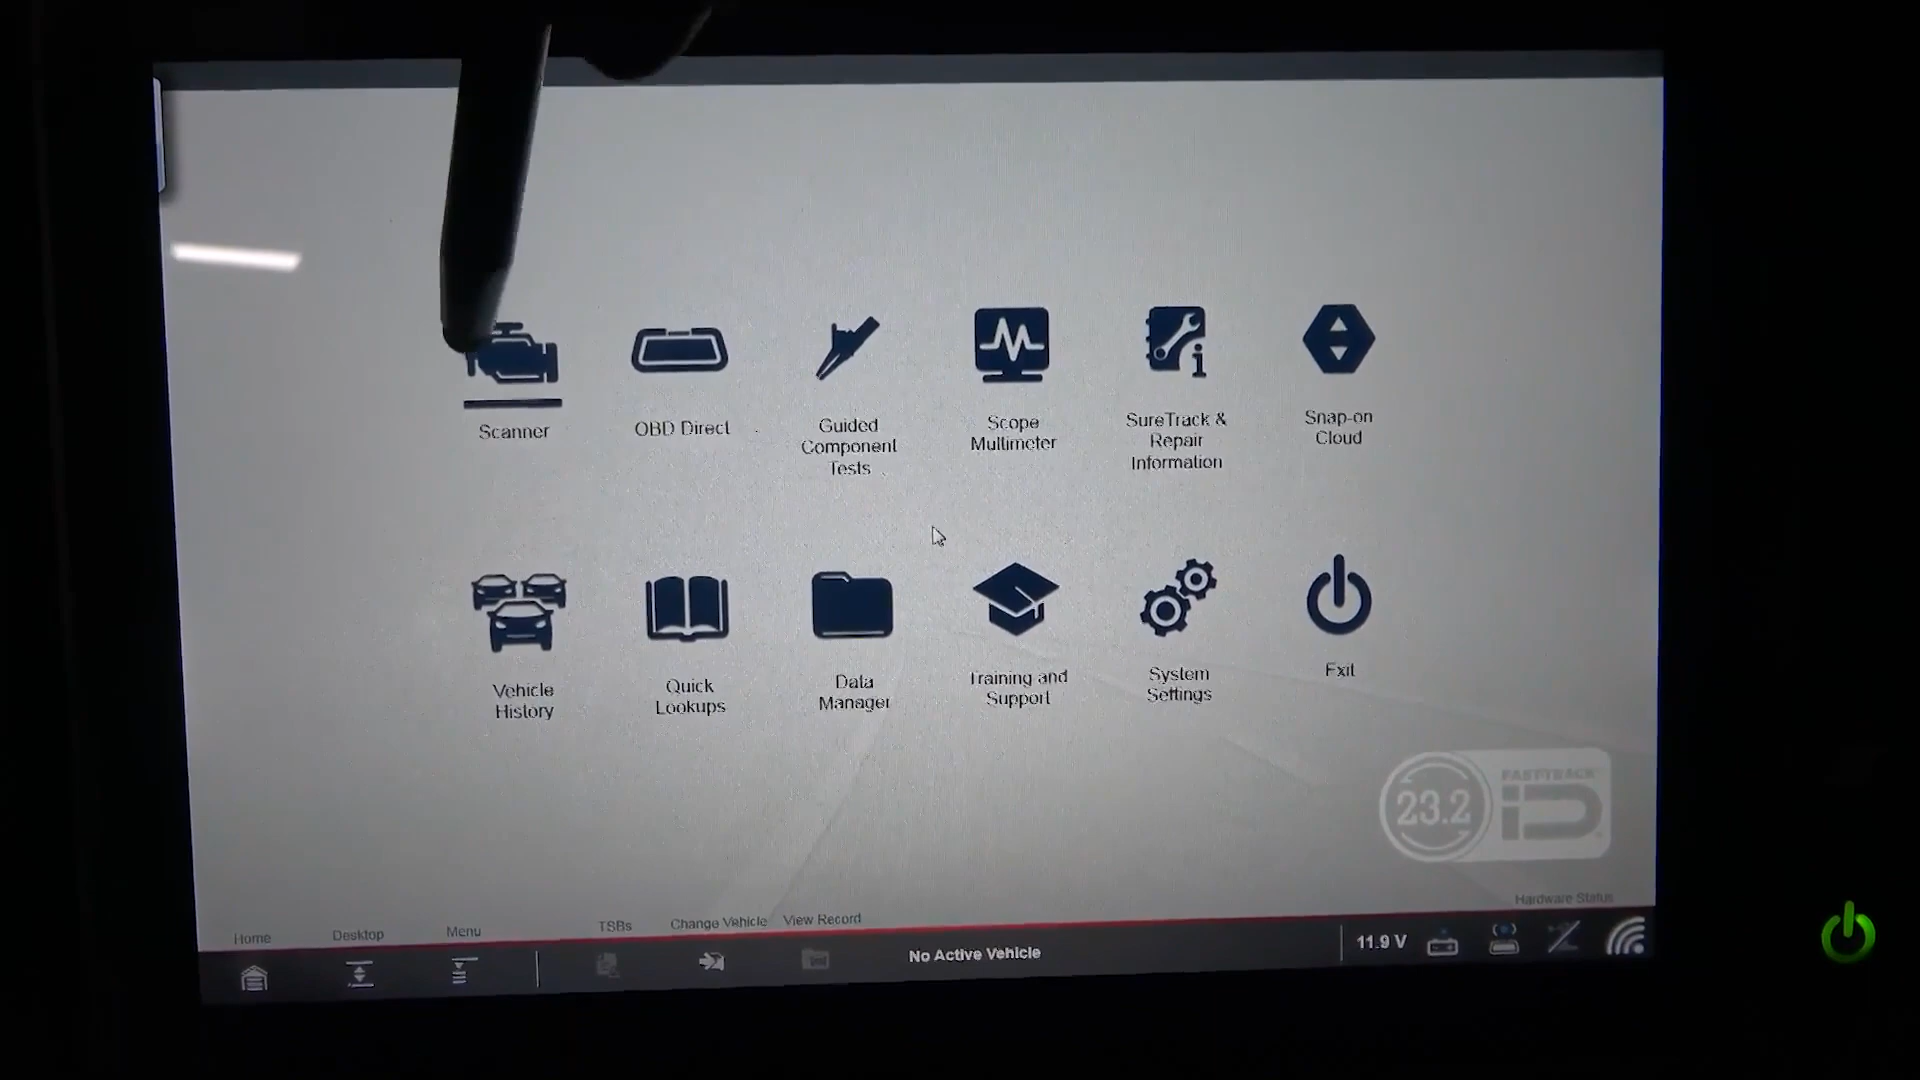 Scanner
OBD Direct
Guided
Component
Tests
Scope
Multimeter
SureTrack &
Repair
Information
Snap-on
Cloud
Vehicle
History
Quick
Lookups
Data
Manager
Training and
Support
System
Settings
Exit
23.2
FASTTRACK
iD
Hardware Status
Home
Desktop
Menu
TSBs
Change Vehicle
View Record
No Active Vehicle
11.9 V